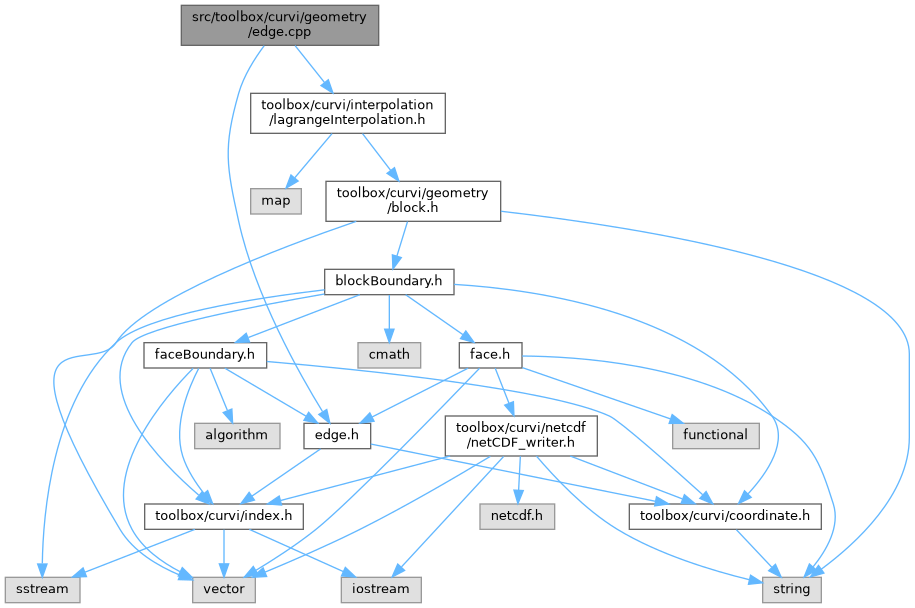 src/toolbox/curvi/geometry
/edge.cpp
toolbox/curvi/interpolation
/lagrangeInterpolation.h
map
toolbox/curvi/geometry
/block.h
blockBoundary.h
faceBoundary.h
cmath
face.h
algorithm
edge.h
toolbox/curvi/netcdf
/netCDF_writer.h
functional
toolbox/curvi/index.h
netcdf.h
toolbox/curvi/coordinate.h
sstream
vector
iostream
string